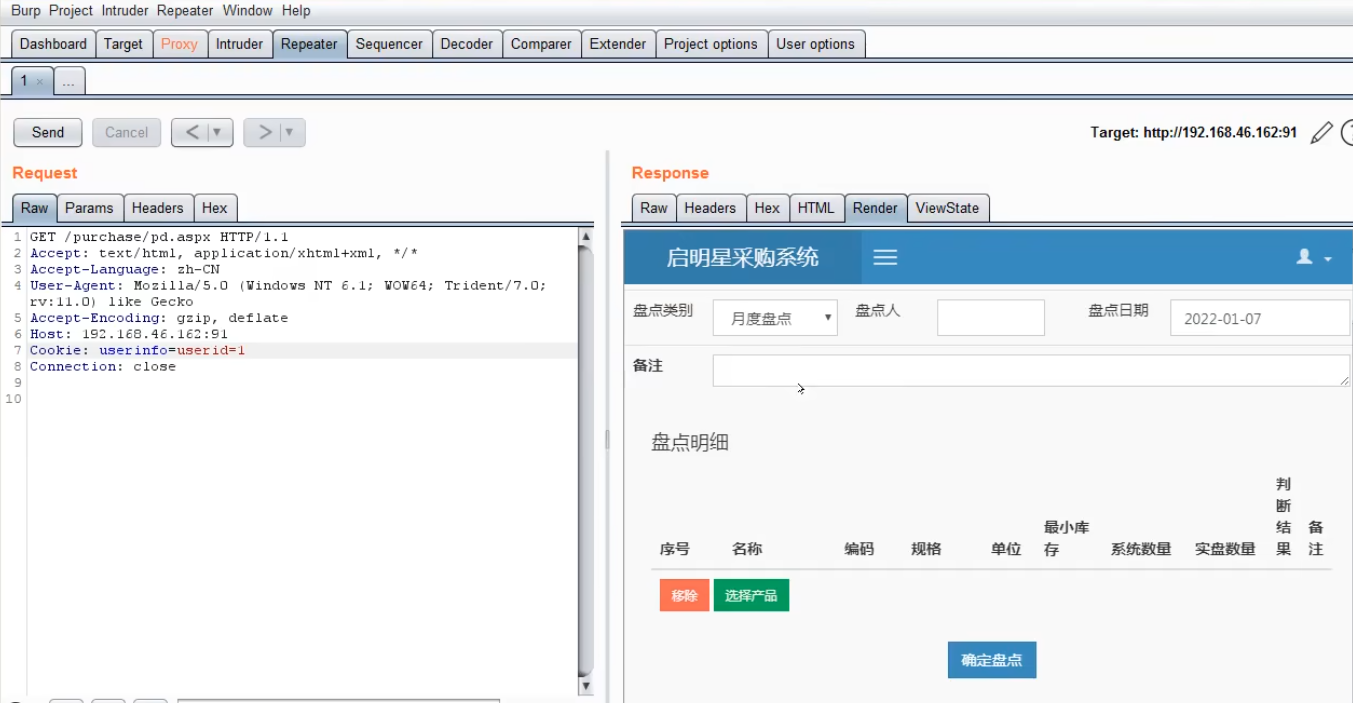 Burp Project Intruder Repeater Window Help
Dashboard Target Proxy Intruder Repeater Sequencer Decoder Comparer Extender Project options User options
1 × ...
Send Cancel < ▼ > ▼ Target: http://192.168.46.162:91
Request
Raw Params Headers Hex
1 GET /purchase/pd.aspx HTTP/1.1
2 Accept: text/html, application/xhtml+xml, */*
3 Accept-Language: zh-CN
4 User-Agent: Mozilla/5.0 (Windows NT 6.1; WOW64; Trident/7.0;
rv:11.0) like Gecko
5 Accept-Encoding: gzip, deflate
6 Host: 192.168.46.162:91
7 Cookie: userinfo=userid=1
8 Connection: close
9
10
Response
Raw Headers Hex HTML Render ViewState
启明星采购系统
盘点类别 月度盘点 盘点人 盘点日期 2022-01-07
备注
盘点明细
序号 名称 编码 规格 单位 最小库存 系统数量 实盘数量 判断结果 备注
移除 选择产品
确定盘点